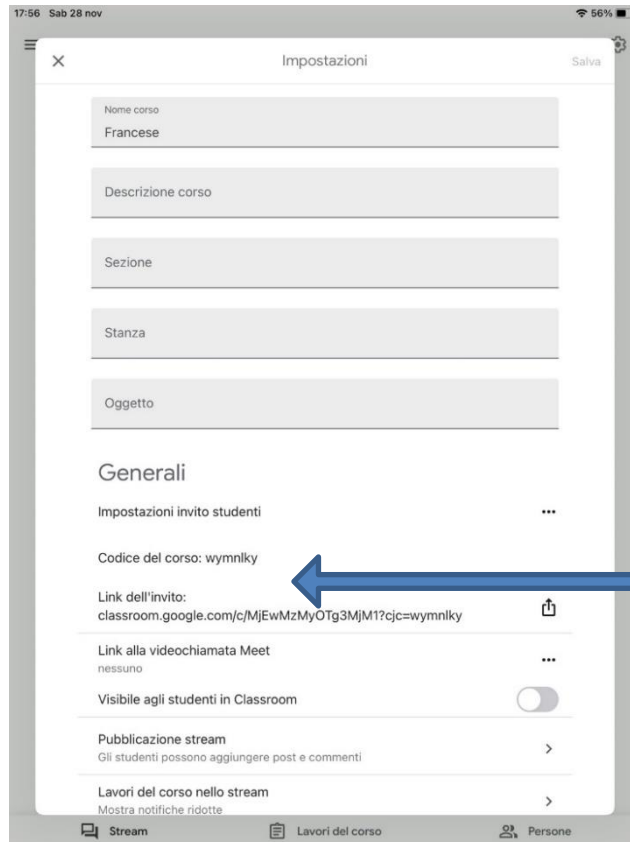 17:56 Sab 28 nov 56%
Impostazioni Salva
Nome corso
Francese
Descrizione corso
Sezione
Stanza
Oggetto
Generali
Impostazioni invito studenti
Codice del corso: wymnlky
Link dell'invito:
classroom.google.com/c/MjEwMzMyOTg3MjM1?cjc=wymnlky
Link alla videochiamata Meet
nessuno
Visibile agli studenti in Classroom
Pubblicazione stream
Gli studenti possono aggiungere post e commenti
Lavori del corso nello stream
Mostra notifiche ridotte
Stream Lavori del corso Persone